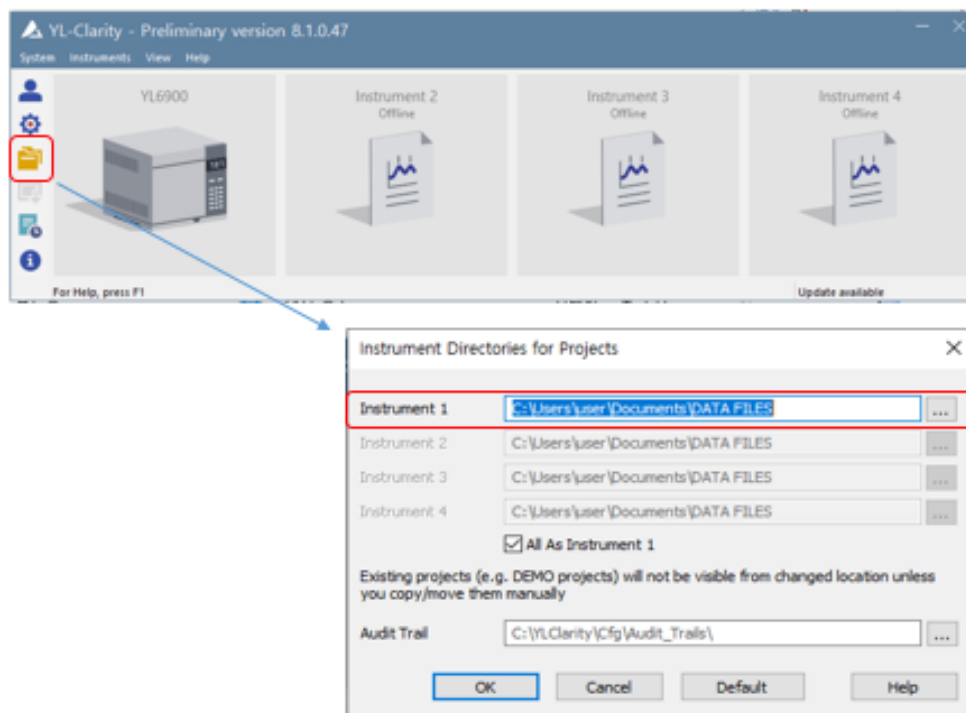 YL-Clarity - Preliminary version 8.1.0.47
System Instruments View Help
YL6900
Instrument 2
Offline
Instrument 3
Offline
Instrument 4
Offline
For Help, press F1
Update available
Instrument Directories for Projects
Instrument 1 C:\Users\user\Documents\DATA FILES ...
Instrument 2 C:\Users\user\Documents\DATA FILES ...
Instrument 3 C:\Users\user\Documents\DATA FILES ...
Instrument 4 C:\Users\user\Documents\DATA FILES ...
All As Instrument 1
Existing projects (e.g. DEMO projects) will not be visible from changed location unless
you copy/move them manually
Audit Trail C:\YLClarity\Cfg\Audit_Trails\ ...
OK Cancel Default Help